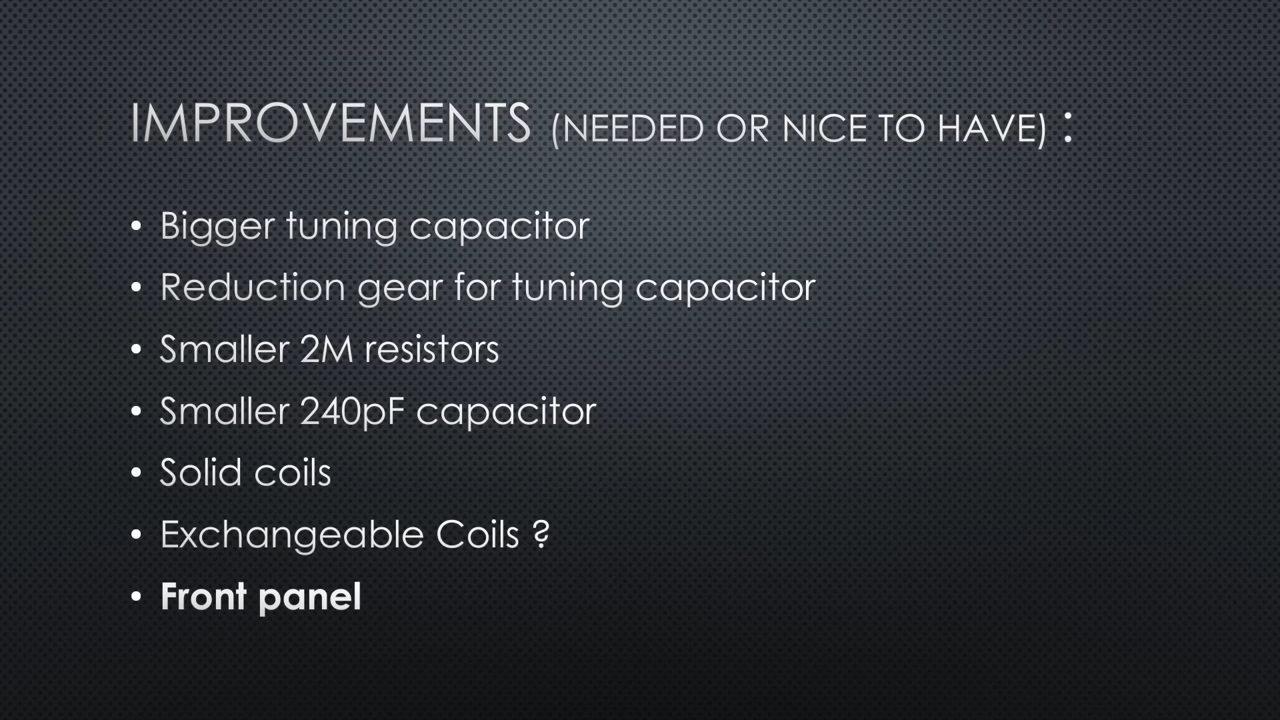 IMPROVEMENTS (NEEDED OR NICE TO HAVE) :
• Bigger tuning capacitor
• Reduction gear for tuning capacitor
• Smaller 2M resistors
• Smaller 240pF capacitor
• Solid coils
• Exchangeable Coils ?
• Front panel